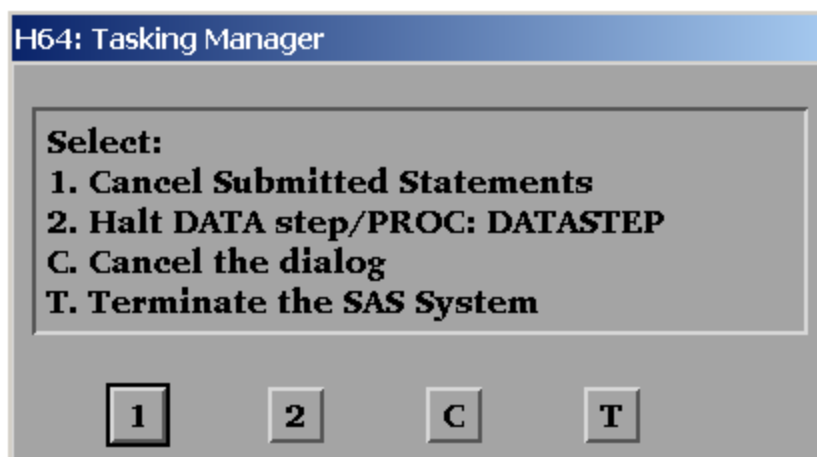 H64: Tasking Manager
Select:
1. Cancel Submitted Statements
2. Halt DATA step/PROC: DATASTEP
C. Cancel the dialog
T. Terminate the SAS System
1 2 C T